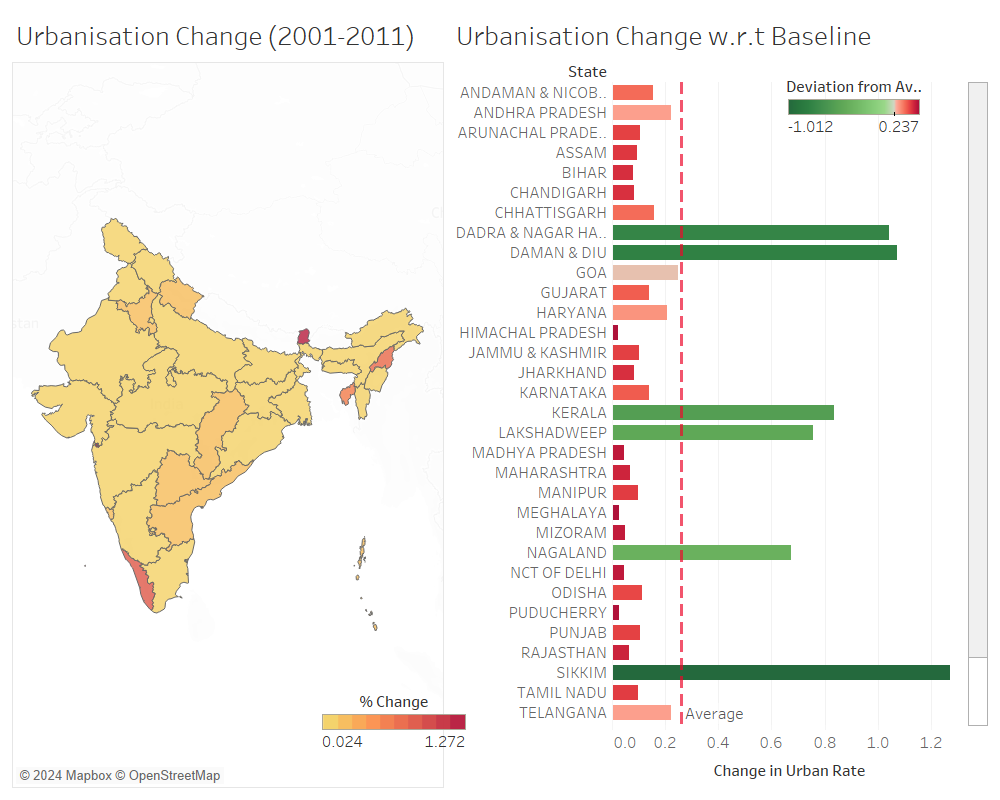 Urbanisation Change (2001-2011)
% Change
0.024 1.272
© 2024 Mapbox © OpenStreetMap
Urbanisation Change w.r.t Baseline
State
Deviation from Av..
-1.012 0.237
ANDAMAN & NICOB..
ANDHRA PRADESH
ARUNACHAL PRADE..
ASSAM
BIHAR
CHANDIGARH
CHHATTISGARH
DADRA & NAGAR HA..
DAMAN & DIU
GOA
GUJARAT
HARYANA
HIMACHAL PRADESH
JAMMU & KASHMIR
JHARKHAND
KARNATAKA
KERALA
LAKSHADWEEP
MADHYA PRADESH
MAHARASHTRA
MANIPUR
MEGHALAYA
MIZORAM
NAGALAND
NCT OF DELHI
ODISHA
PUDUCHERRY
PUNJAB
RAJASTHAN
SIKKIM
TAMIL NADU
TELANGANA Average
0.0 0.2 0.4 0.6 0.8 1.0 1.2
Change in Urban Rate